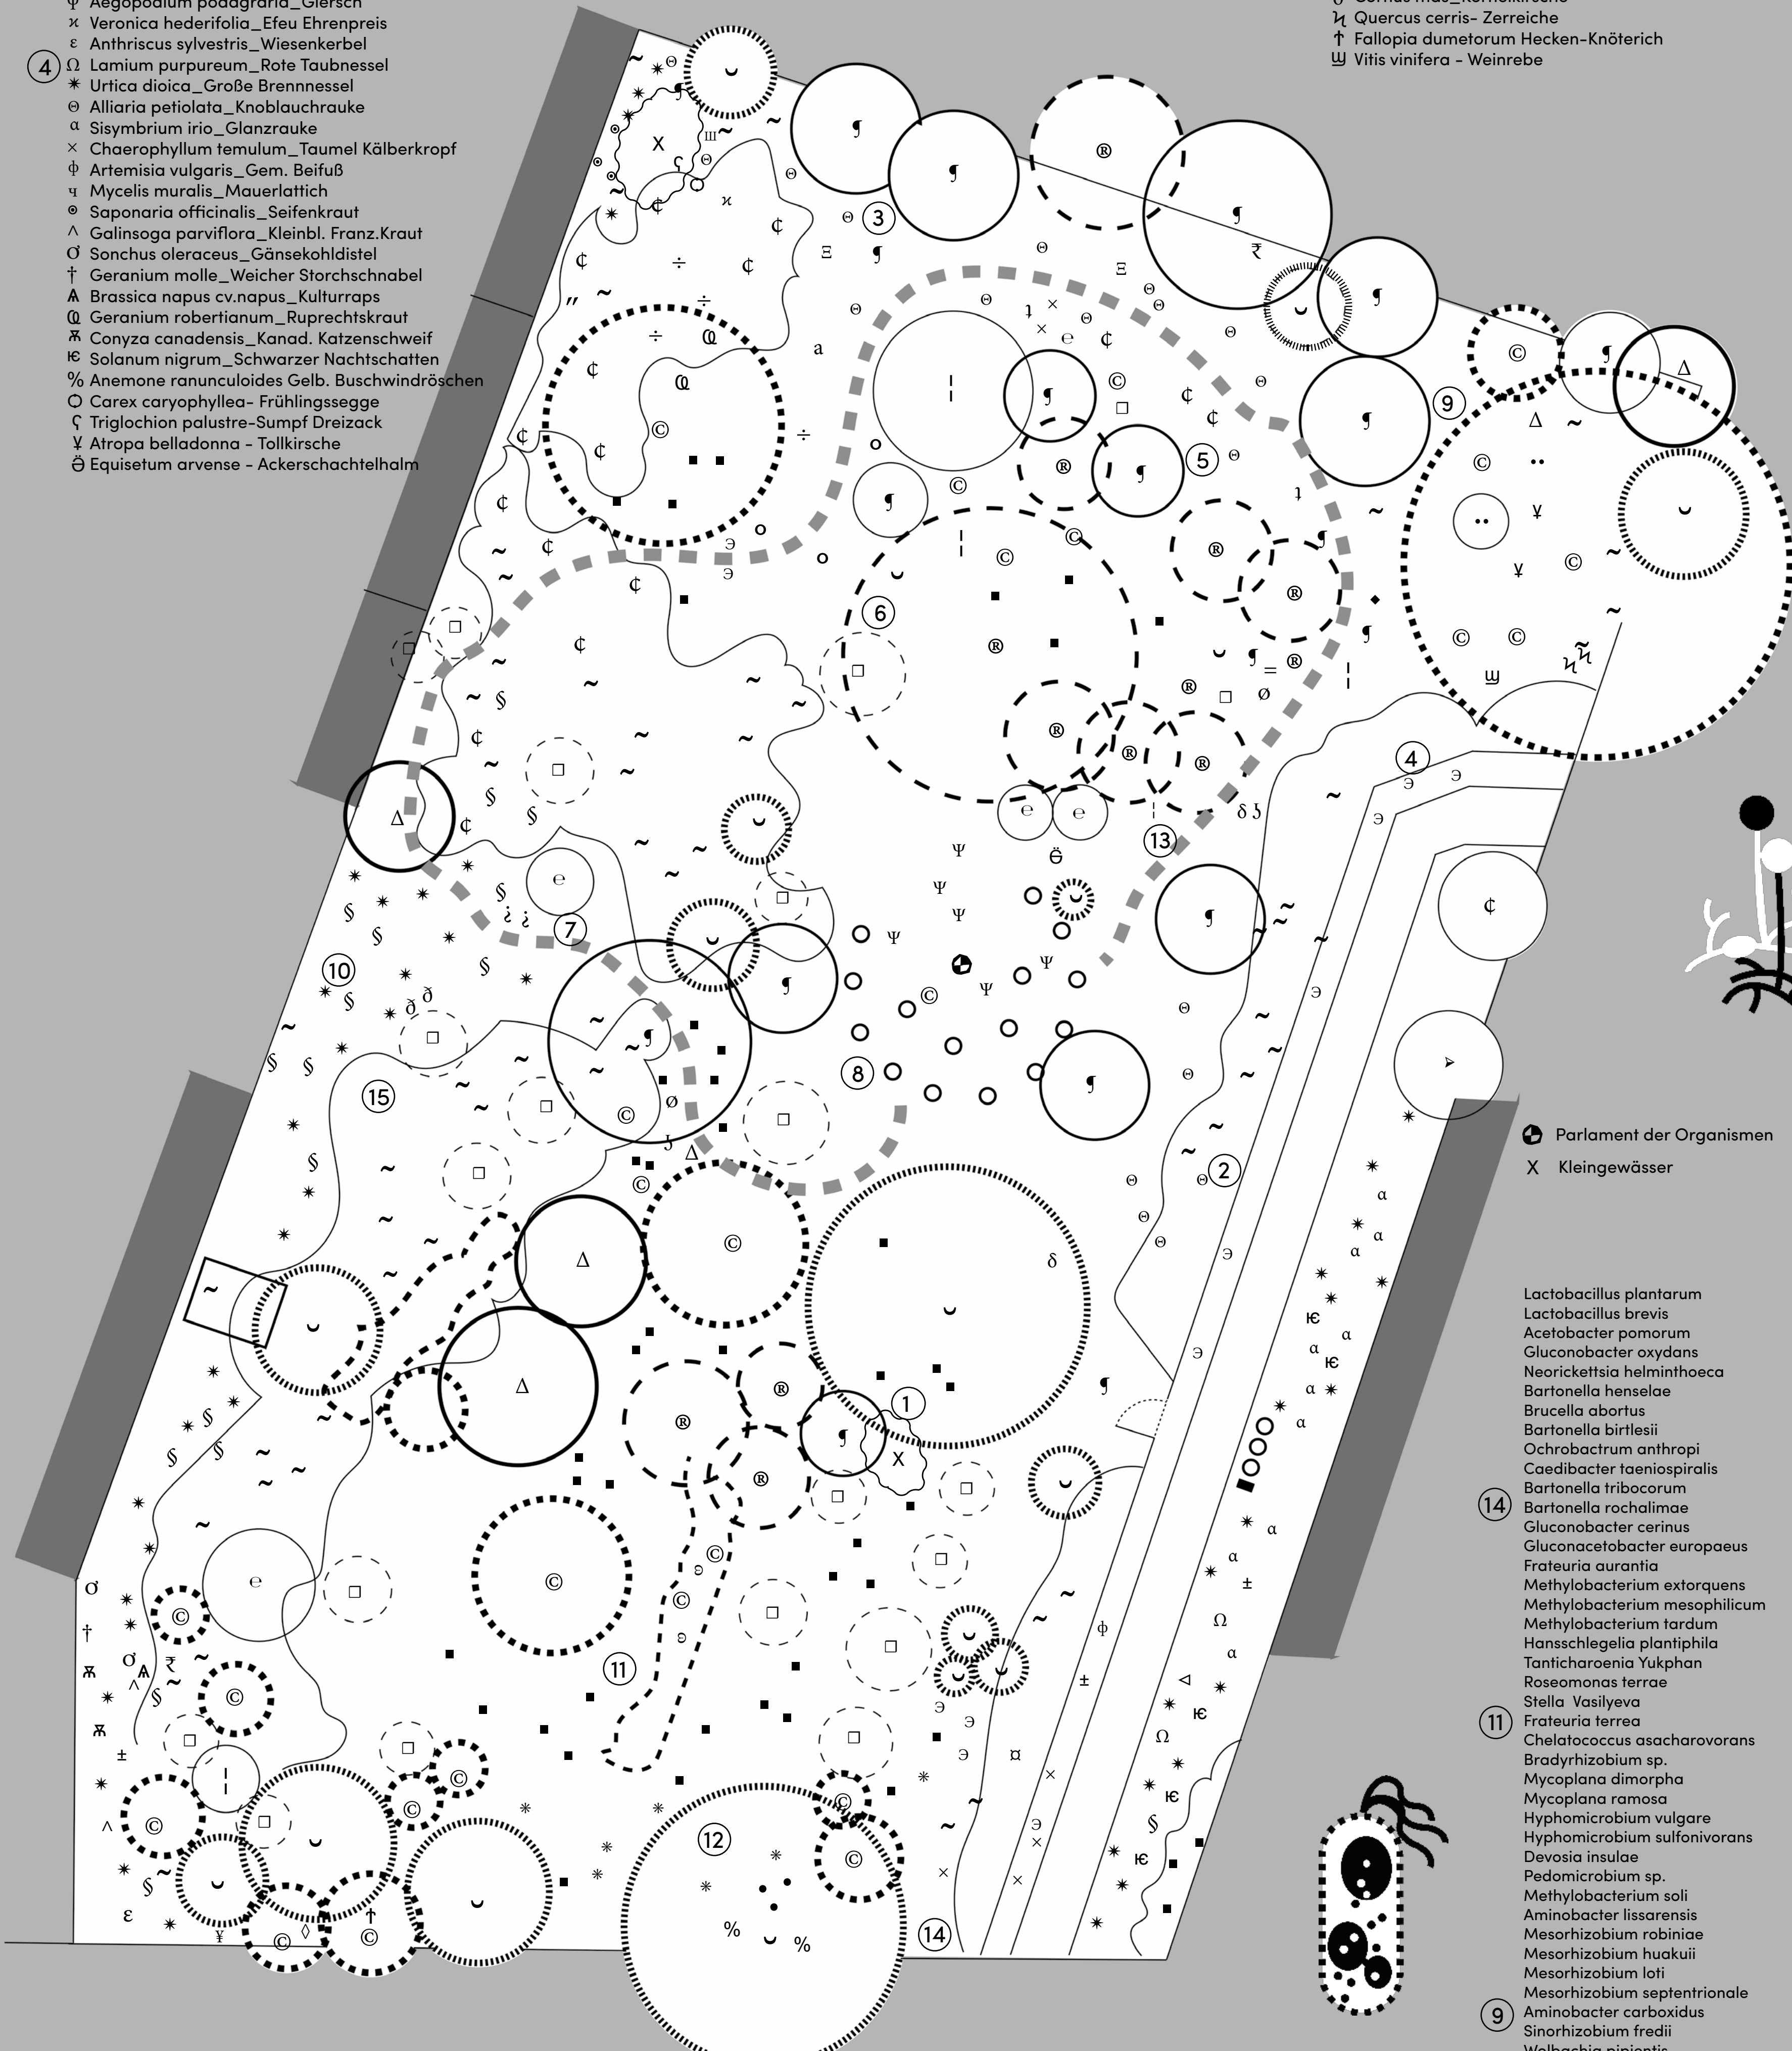 Aegopodium podagraria_Giersch
ϰ Veronica hederifolia_Efeu Ehrenpreis
ε Anthriscus sylvestris_Wiesenkerbel
④ Ω Lamium purpureum_Rote Taubnessel
✷ Urtica dioica_Große Brennnessel
Θ Alliaria petiolata_Knoblauchrauke
α Sisymbrium irio_Glanzrauke
× Chaerophyllum temulum_Taumel Kälberkropf
ф Artemisia vulgaris_Gem. Beifuß
ч Mycelis muralis_Mauerlattich
⊙ Saponaria officinalis_Seifenkraut
^ Galinsoga parviflora_Kleinbl. Franz.Kraut
Ơ Sonchus oleraceus_Gänsekohldistel
† Geranium molle_Weicher Storchschnabel
Ѧ Brassica napus cv.napus_Kulturraps
Geranium robertianum_Ruprechtskraut
Ѫ Conyza canadensis_Kanad. Katzenschweif
Ѥ Solanum nigrum_Schwarzer Nachtschatten
% Anemone ranunculoides Gelb. Buschwindröschen
Carex caryophyllea- Frühlingssegge
ʕ Triglochion palustre-Sumpf Dreizack
¥ Atropa belladonna - Tollkirsche
Ӫ Equisetum arvense - Ackerschachtelhalm
Cornus mas_Kornelkirsche
Quercus cerris- Zerreiche
☨ Fallopia dumetorum Hecken-Knöterich
Vitis vinifera - Weinrebe
3
9
5
6
4
13
7
10
8
15
2
1
11
12
14
Parlament der Organismen
X Kleingewässer
Lactobacillus plantarum
Lactobacillus brevis
Acetobacter pomorum
Gluconobacter oxydans
Neorickettsia helminthoeca
Bartonella henselae
Brucella abortus
Bartonella birtlesii
Ochrobactrum anthropi
Caedibacter taeniospiralis
Bartonella tribocorum
⑭ Bartonella rochalimae
Gluconobacter cerinus
Gluconacetobacter europaeus
Frateuria aurantia
Methylobacterium extorquens
Methylobacterium mesophilicum
Methylobacterium tardum
Hansschlegelia plantiphila
Tanticharoenia Yukphan
Roseomonas terrae
Stella Vasilyeva
⑪ Frateuria terrea
Chelatococcus asacharovorans
Bradyrhizobium sp.
Mycoplana dimorpha
Mycoplana ramosa
Hyphomicrobium vulgare
Hyphomicrobium sulfonivorans
Devosia insulae
Pedomicrobium sp.
Methylobacterium soli
Aminobacter lissarensis
Mesorhizobium robiniae
Mesorhizobium huakuii
Mesorhizobium loti
Mesorhizobium septentrionale
⑨ Aminobacter carboxidus
Sinorhizobium fredii
Wolbachia pipientis